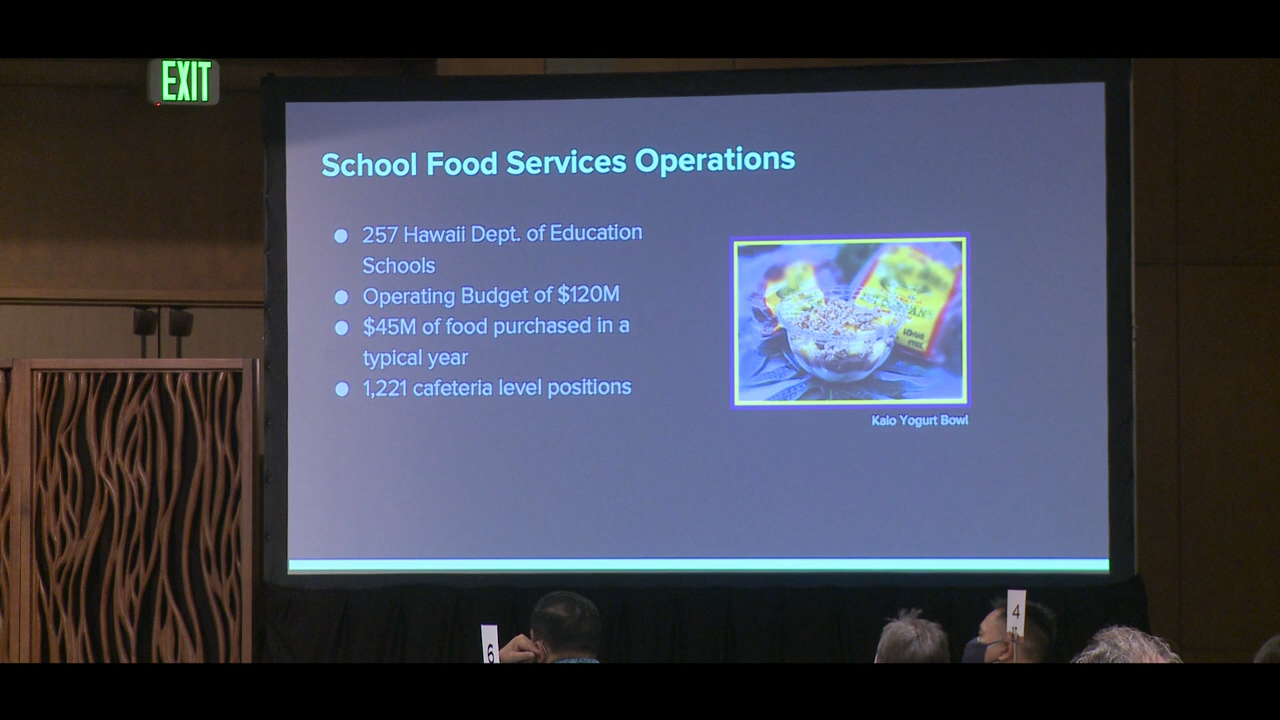 EXIT
School Food Services Operations
● 257 Hawaii Dept. of Education
Schools
● Operating Budget of $120M
● $45M of food purchased in a
typical year
● 1,221 cafeteria level positions
Kalo Yogurt Bowl
4
6